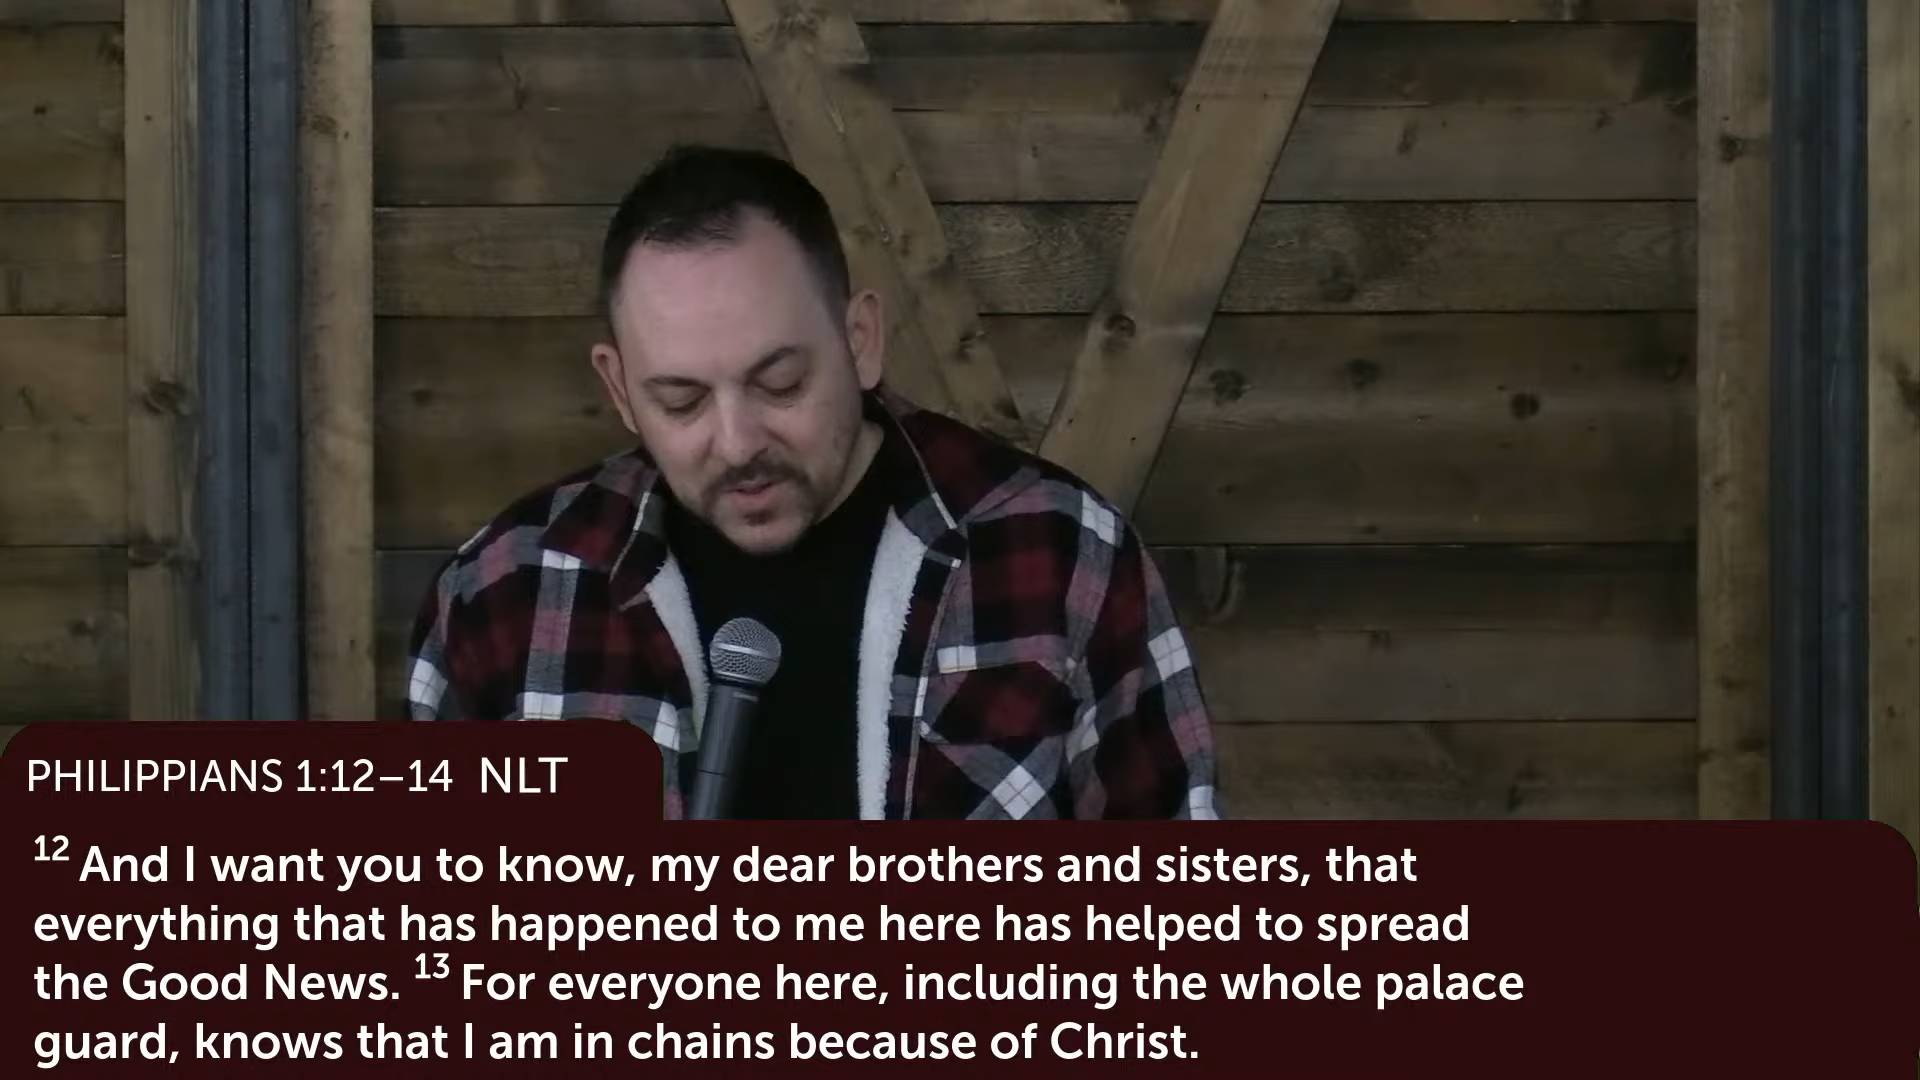 PHILIPPIANS 1:12–14 NLT
12 And I want you to know, my dear brothers and sisters, that
everything that has happened to me here has helped to spread
the Good News. 13 For everyone here, including the whole palace
guard, knows that I am in chains because of Christ.